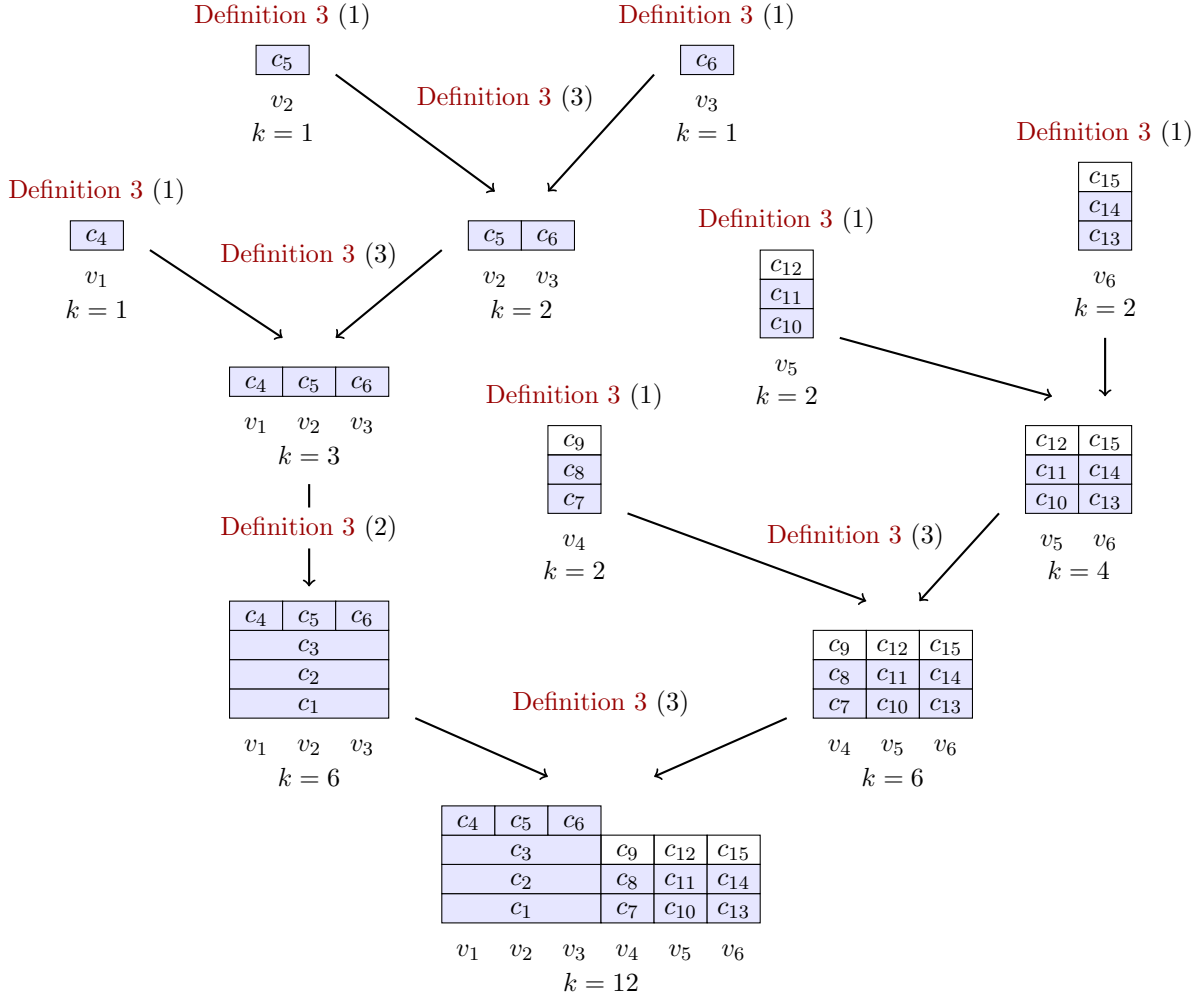 Definition 3 (1)
Definition 3 (1)
c5
c6
Definition 3 (3)
v2
v3
k = 1
k = 1
Definition 3 (1)
c15
c14
c13
v6
k = 2
Definition 3 (1)
c4
v1
k = 1
Definition 3 (3)
c5 c6
v2 v3
k = 2
Definition 3 (1)
c12
c11
c10
v5
k = 2
c4 c5 c6
v1 v2 v3
k = 3
Definition 3 (1)
c9
c8
c7
v4
k = 2
c12 c15
c11 c14
c10 c13
v5 v6
k = 4
Definition 3 (2)
Definition 3 (3)
c4 c5 c6
c3
c2
c1
v1 v2 v3
k = 6
c9 c12 c15
c8 c11 c14
c7 c10 c13
v4 v5 v6
k = 6
Definition 3 (3)
c4 c5 c6
c3 c9 c12 c15
c2 c8 c11 c14
c1 c7 c10 c13
v1 v2 v3 v4 v5 v6
k = 12